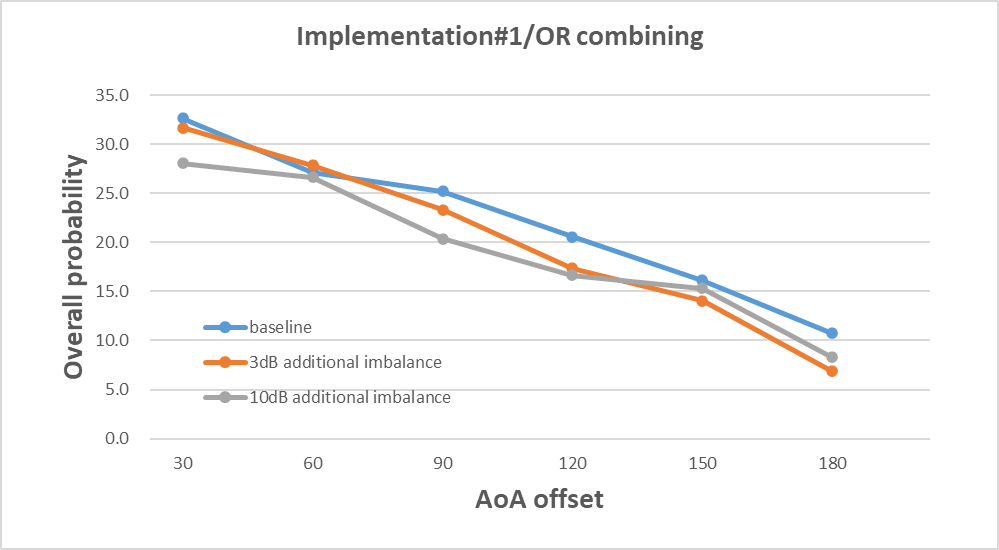 Implementation#1/OR combining
Overall probability
35.0
30.0
25.0
20.0
15.0
10.0
5.0
0.0
baseline
3dB additional imbalance
10dB additional imbalance
30 60 90 120 150 180
AoA offset